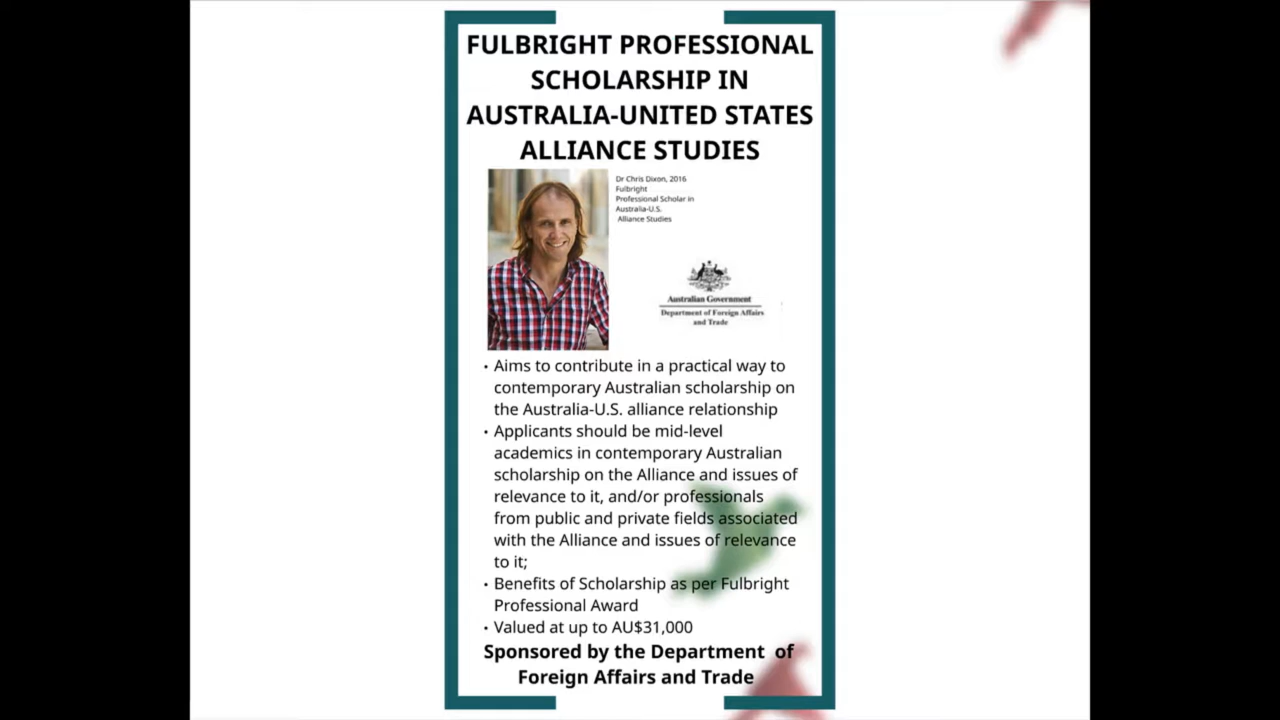 FULBRIGHT PROFESSIONAL
SCHOLARSHIP IN
AUSTRALIA-UNITED STATES
ALLIANCE STUDIES
Dr Chris Dixon, 2016
Fulbright
Professional Scholar in
Australia-U.S.
Alliance Studies
Australian Government
Department of Foreign Affairs
and Trade
• Aims to contribute in a practical way to
contemporary Australian scholarship on
the Australia-U.S. alliance relationship
• Applicants should be mid-level
academics in contemporary Australian
scholarship on the Alliance and issues of
relevance to it, and/or professionals
from public and private fields associated
with the Alliance and issues of relevance
to it;
• Benefits of Scholarship as per Fulbright
Professional Award
• Valued at up to AU$31,000
Sponsored by the Department of
Foreign Affairs and Trade